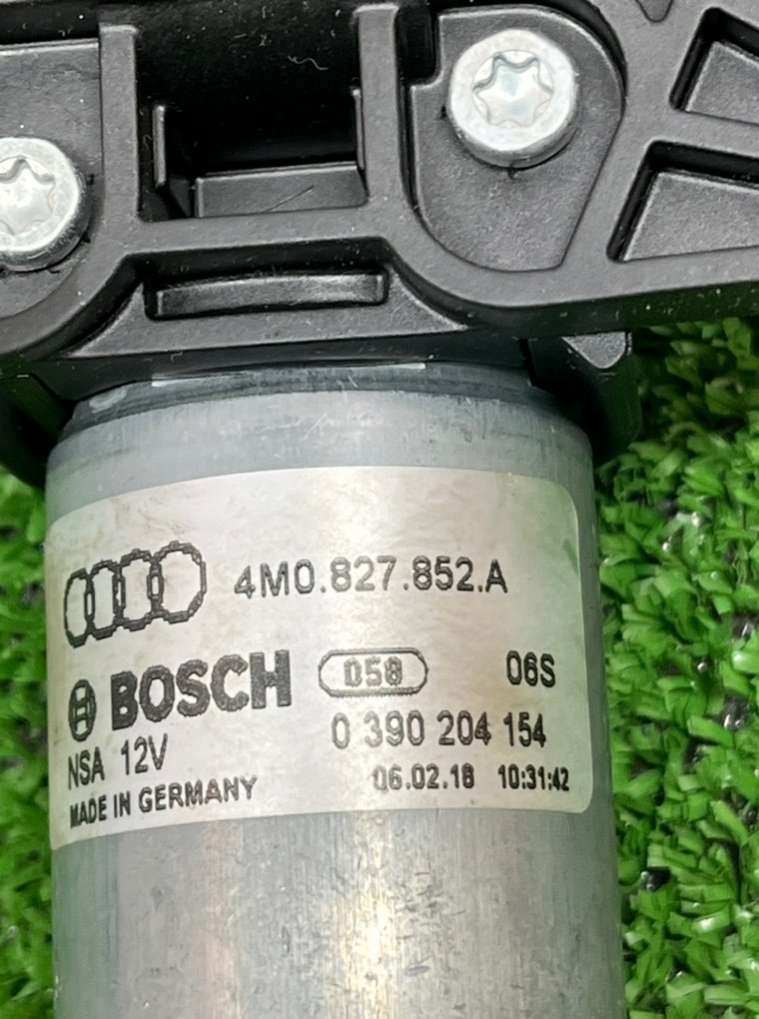 4M0.827.852.A
BOSCH 058 06S
NSA 12V 0 390 204 154
MADE IN GERMANY 06.02.18 10:31:42